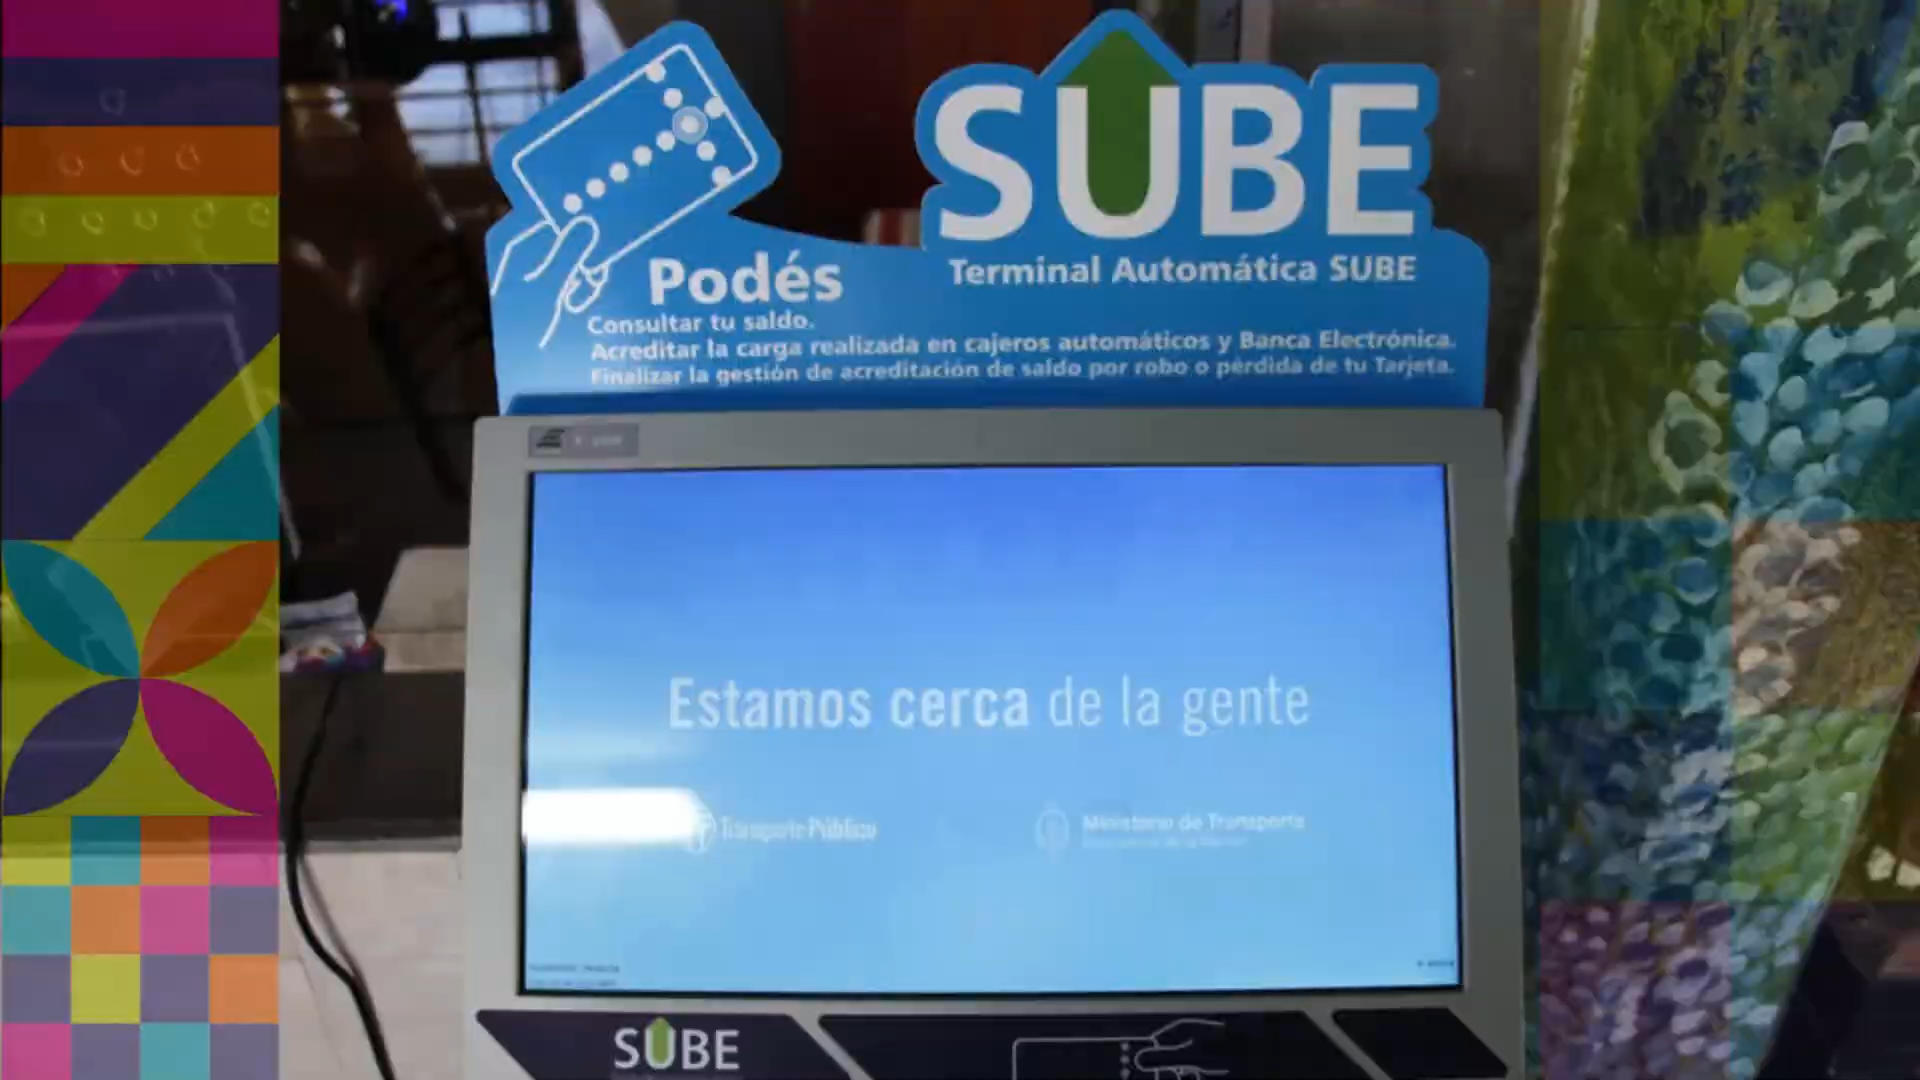 SUBE
Terminal Automática SUBE
Podés
Consultar tu saldo.
Acreditar la carga realizada en cajeros automáticos y Banca Electrónica.
Finalizar la gestión de acreditación de saldo por robo o pérdida de tu Tarjeta.
Estamos cerca de la gente
Transporte Público
Ministerio de Transporte
SUBE